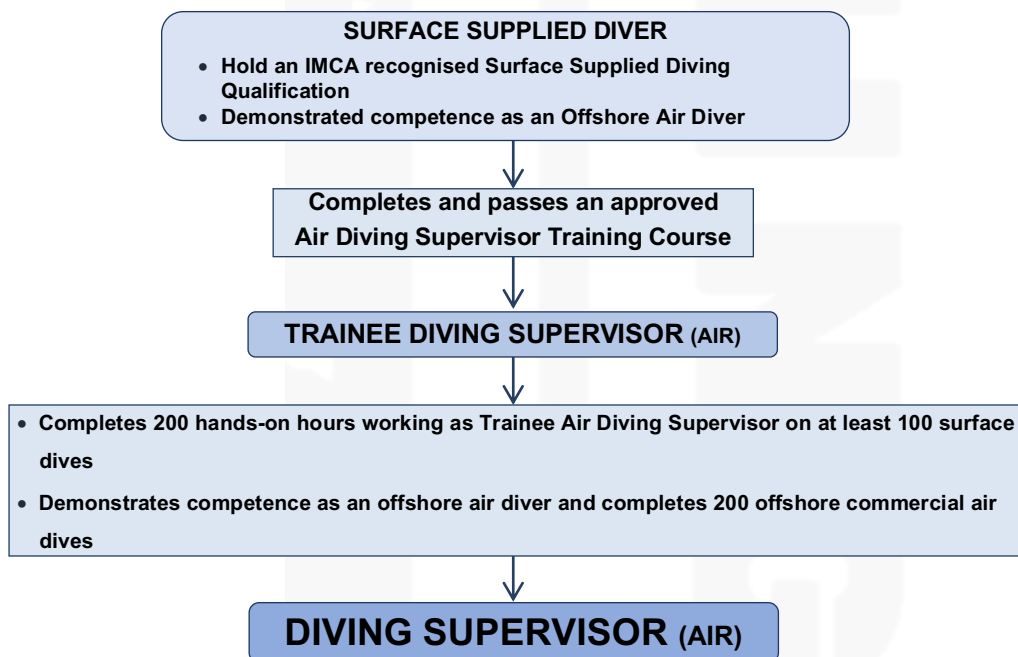 SURFACE SUPPLIED DIVER
• Hold an IMCA recognised Surface Supplied Diving
Qualification
• Demonstrated competence as an Offshore Air Diver
Completes and passes an approved
Air Diving Supervisor Training Course
TRAINEE DIVING SUPERVISOR (AIR)
• Completes 200 hands-on hours working as Trainee Air Diving Supervisor on at least 100 surface
dives
• Demonstrates competence as an offshore air diver and completes 200 offshore commercial air
dives
DIVING SUPERVISOR (AIR)